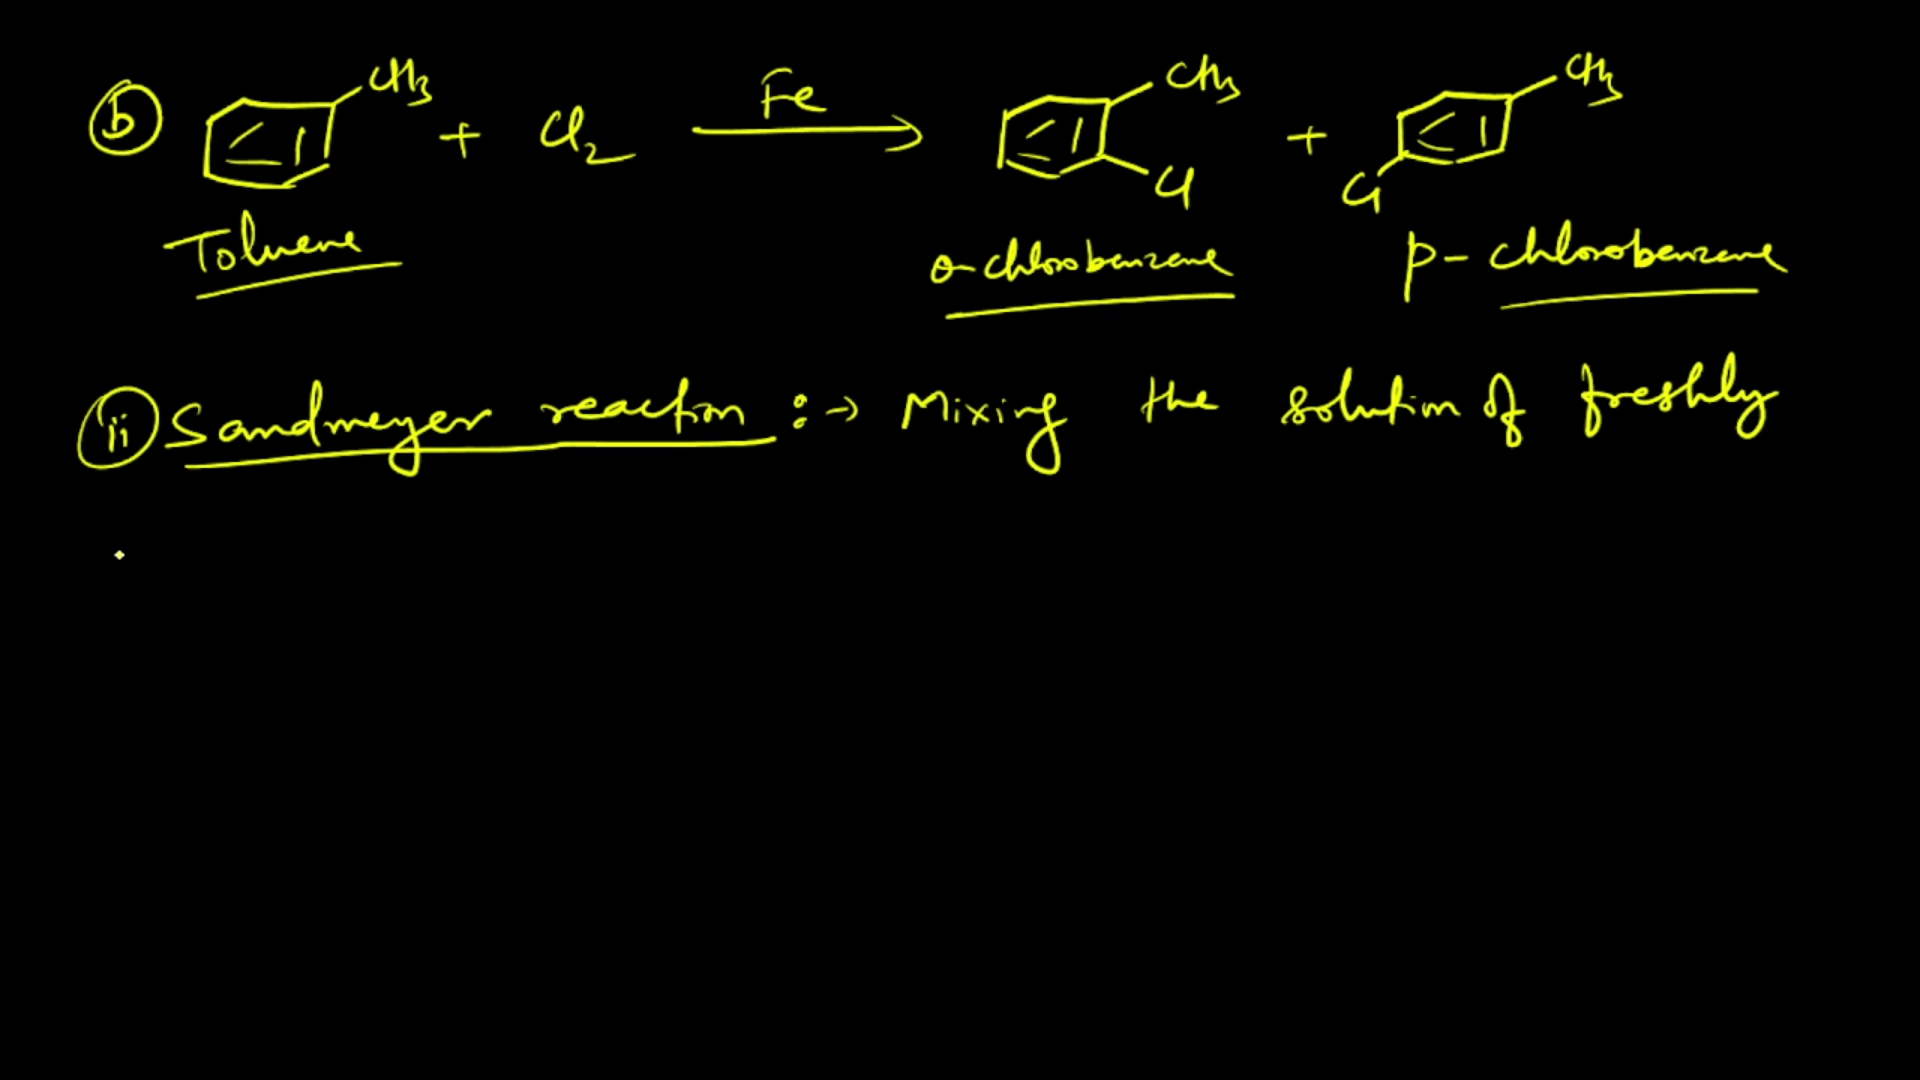 b CH3 + Cl2 Fe CH3 Cl + CH3 Cl
Toluene o-chlorobenzene p-chlorobenzene
ii Sandmeyer reaction :→ Mixing the solution of freshly